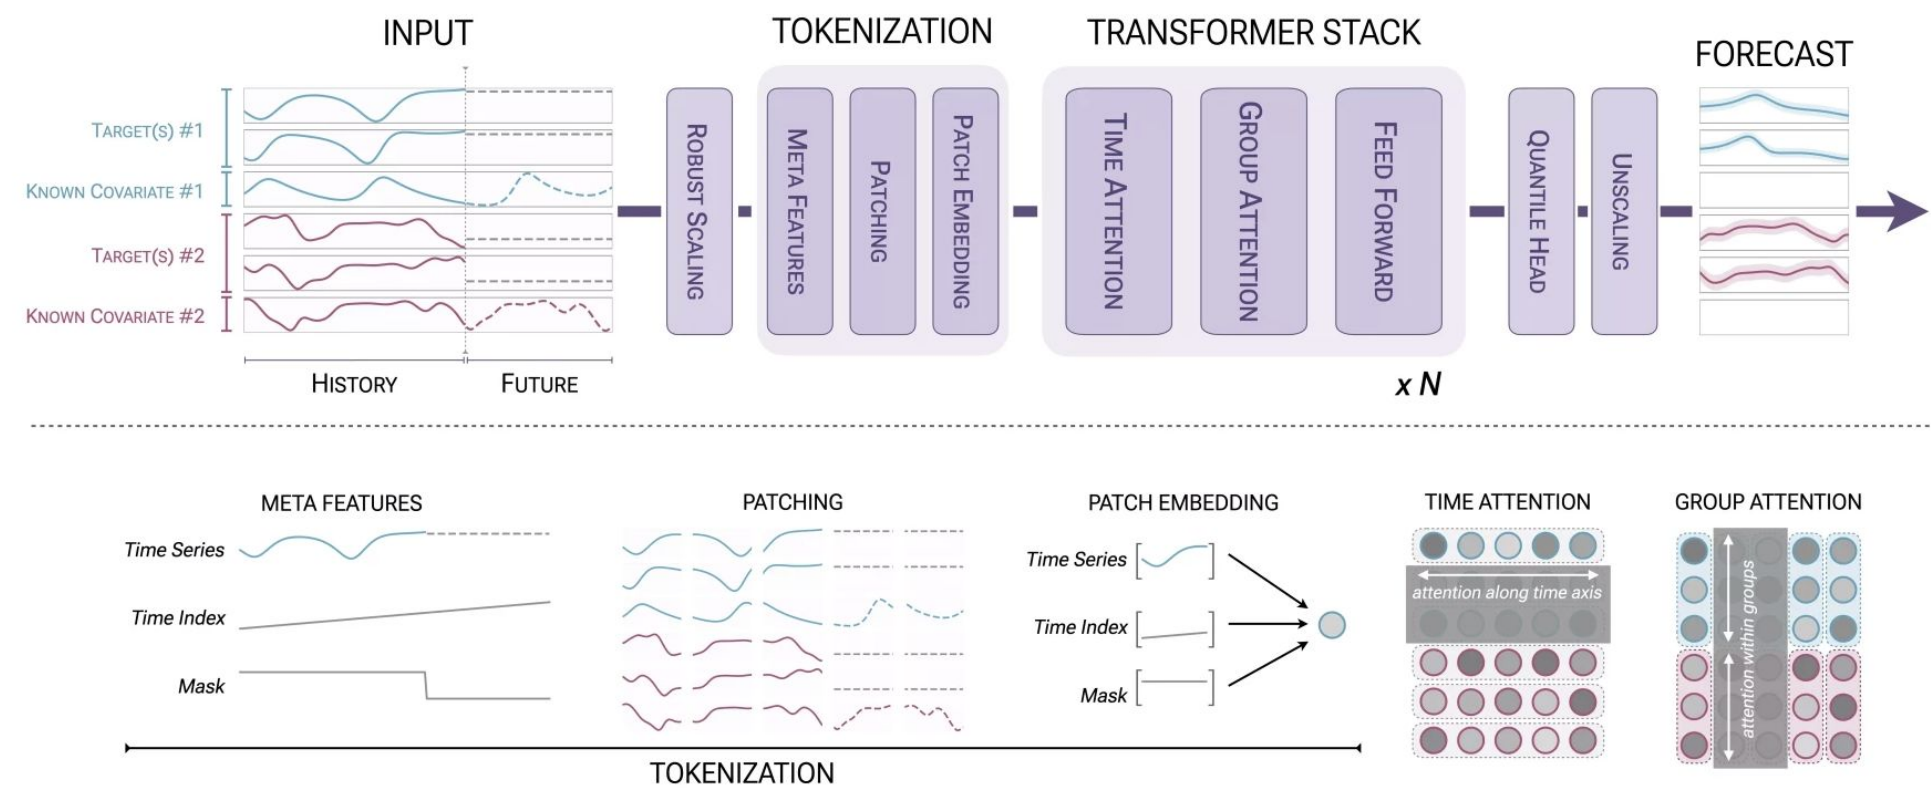 INPUT
TOKENIZATION
TRANSFORMER STACK
FORECAST
TARGET(S) #1
KNOWN COVARIATE #1
TARGET(S) #2
KNOWN COVARIATE #2
HISTORY
FUTURE
ROBUST SCALING
META FEATURES
PATCHING
PATCH EMBEDDING
TIME ATTENTION
GROUP ATTENTION
FEED FORWARD
x N
QUANTILE HEAD
UNSCALING
META FEATURES
Time Series
Time Index
Mask
PATCHING
PATCH EMBEDDING
Time Series
Time Index
Mask
TOKENIZATION
TIME ATTENTION
attention along time axis
GROUP ATTENTION
attention within groups